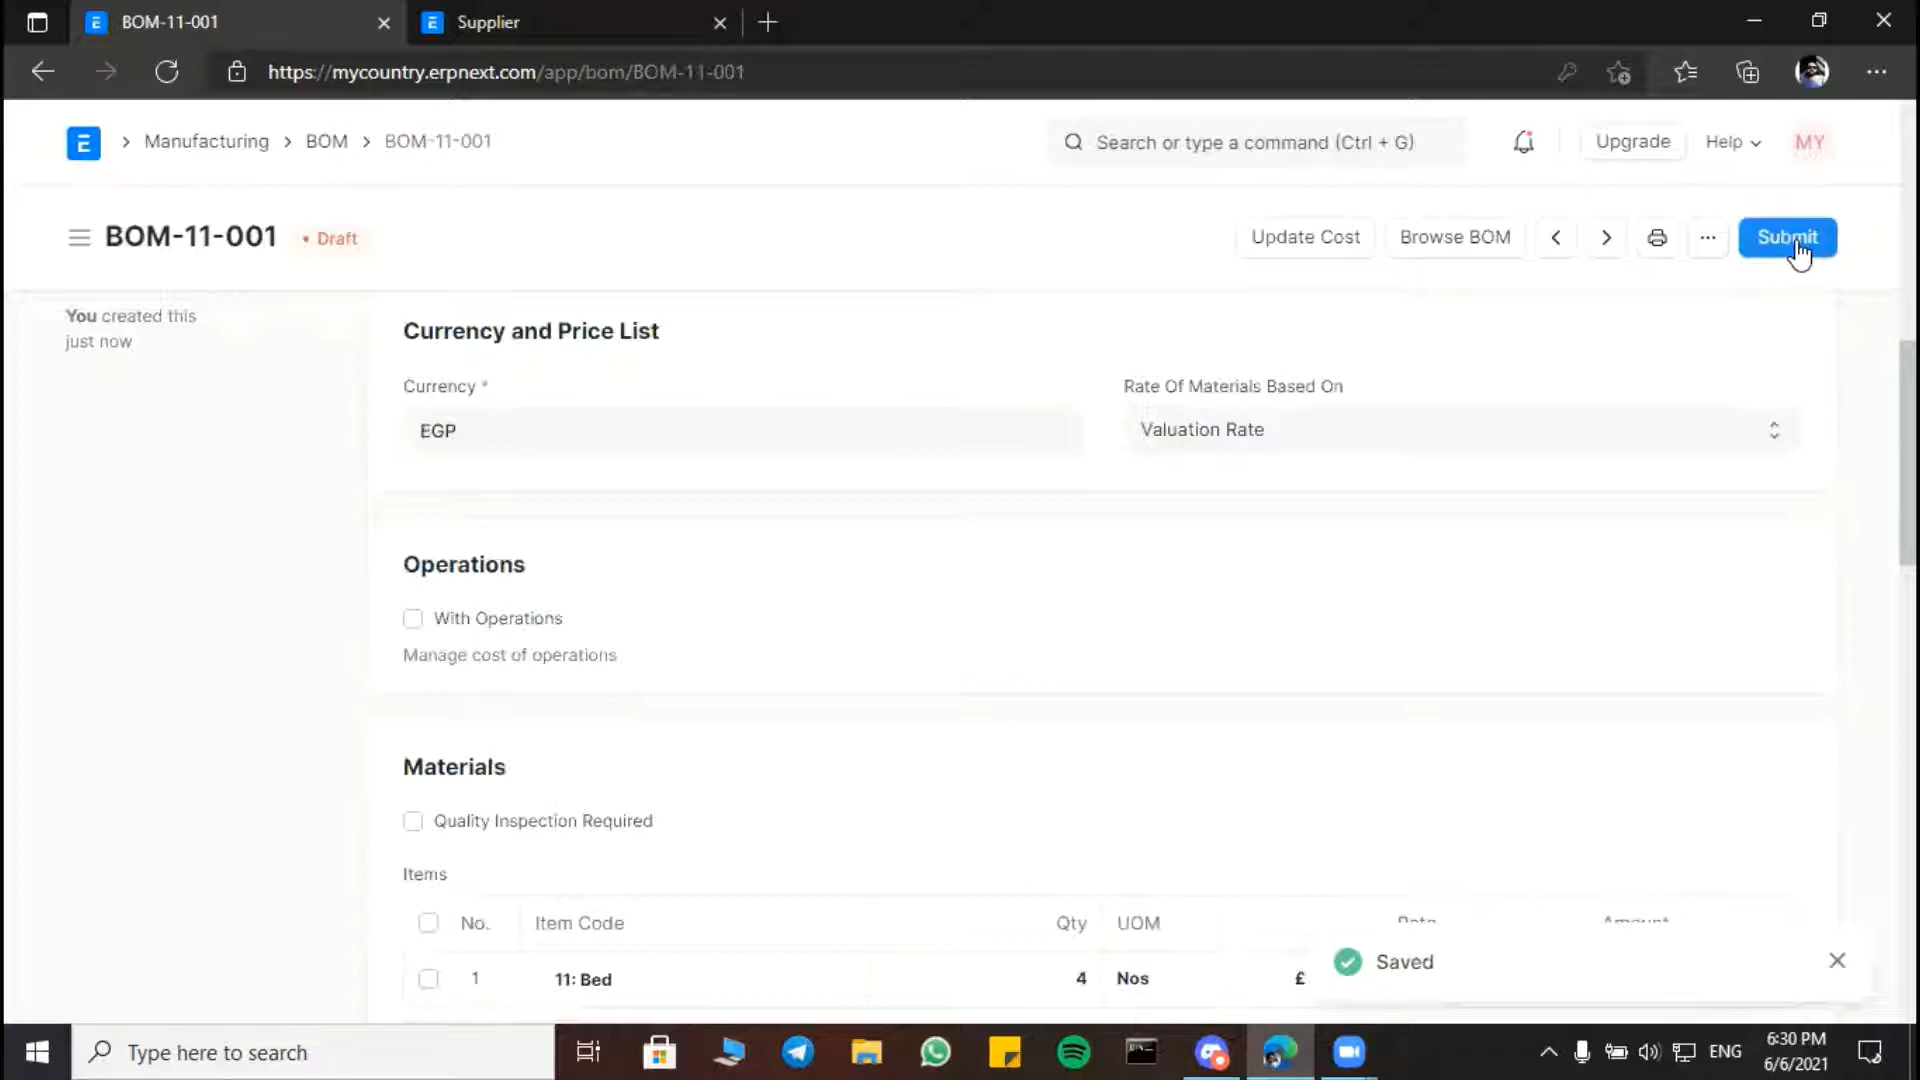 BOM-11-001
Supplier
https://mycountry.erpnext.com/app/bom/BOM-11-001
E > Manufacturing > BOM > BOM-11-001
Search or type a command (Ctrl + G)
Upgrade
Help
MY
BOM-11-001
• Draft
Update Cost
Browse BOM
Submit
You created this
just now
Currency and Price List
Currency *
Rate Of Materials Based On
EGP
Valuation Rate
Operations
With Operations
Manage cost of operations
Materials
Quality Inspection Required
Items
No. Item Code Qty UOM Rate Amount
1 11: Bed 4 Nos £
Saved
Type here to search
ENG
6:30 PM
6/6/2021